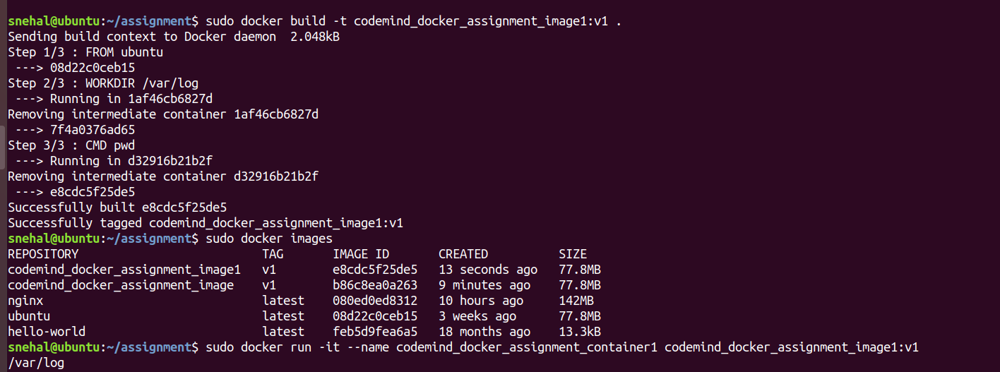 snehal@ubuntu:~/assignment$ sudo docker build -t codemind_docker_assignment_image1:v1 .
Sending build context to Docker daemon  2.048kB
Step 1/3 : FROM ubuntu
 ---> 08d22c0ceb15
Step 2/3 : WORKDIR /var/log
 ---> Running in 1af46cb6827d
Removing intermediate container 1af46cb6827d
 ---> 7f4a0376ad65
Step 3/3 : CMD pwd
 ---> Running in d32916b21b2f
Removing intermediate container d32916b21b2f
 ---> e8cdc5f25de5
Successfully built e8cdc5f25de5
Successfully tagged codemind_docker_assignment_image1:v1
snehal@ubuntu:~/assignment$ sudo docker images
REPOSITORY                          TAG       IMAGE ID       CREATED          SIZE
codemind_docker_assignment_image1   v1        e8cdc5f25de5   13 seconds ago   77.8MB
codemind_docker_assignment_image    v1        b86c8ea0a263   9 minutes ago    77.8MB
nginx                               latest    080ed0ed8312   10 hours ago     142MB
ubuntu                              latest    08d22c0ceb15   3 weeks ago      77.8MB
hello-world                         latest    feb5d9fea6a5   18 months ago    13.3kB
snehal@ubuntu:~/assignment$ sudo docker run -it --name codemind_docker_assignment_container1 codemind_docker_assignment_image1:v1
/var/log